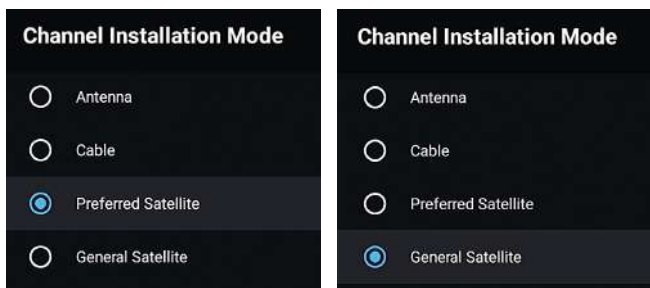 Channel Installation Mode
Antenna
Cable
Preferred Satellite
General Satellite
Channel Installation Mode
Antenna
Cable
Preferred Satellite
General Satellite